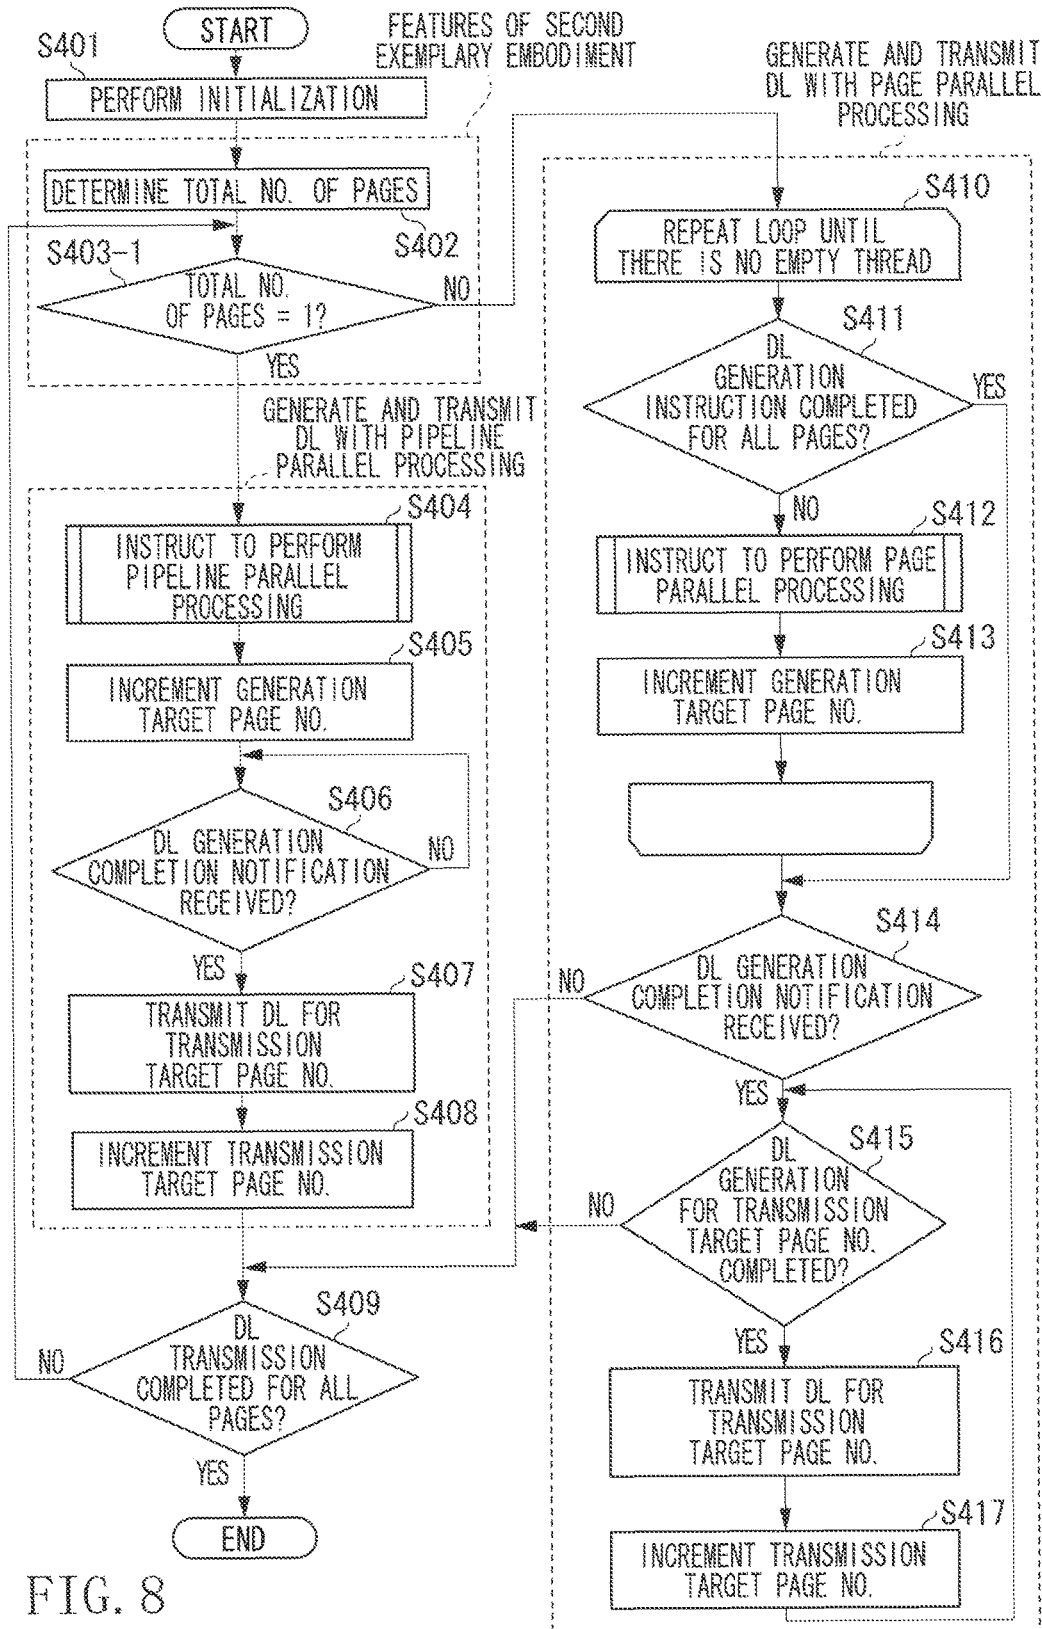 START
S401
PERFORM INITIALIZATION
FEATURES OF SECOND
EXEMPLARY EMBODIMENT
DETERMINE TOTAL NO. OF PAGES
S402
S403-1
TOTAL NO.
OF PAGES = 1?
NO
YES
GENERATE AND TRANSMIT
DL WITH PIPELINE
PARALLEL PROCESSING
S404
INSTRUCT TO PERFORM
PIPELINE PARALLEL
PROCESSING
S405
INCREMENT GENERATION
TARGET PAGE NO.
S406
DL GENERATION
COMPLETION NOTIFICATION
RECEIVED?
NO
YES
S407
TRANSMIT DL FOR
TRANSMISSION
TARGET PAGE NO.
S408
INCREMENT TRANSMISSION
TARGET PAGE NO.
S409
DL
TRANSMISSION
COMPLETED FOR ALL
PAGES?
NO
YES
END
GENERATE AND TRANSMIT
DL WITH PAGE PARALLEL
PROCESSING
S410
REPEAT LOOP UNTIL
THERE IS NO EMPTY THREAD
S411
DL
GENERATION
INSTRUCTION COMPLETED
FOR ALL PAGES?
YES
NO
S412
INSTRUCT TO PERFORM PAGE
PARALLEL PROCESSING
S413
INCREMENT GENERATION
TARGET PAGE NO.
S414
DL GENERATION
COMPLETION NOTIFICATION
RECEIVED?
NO
YES
S415
DL
GENERATION
FOR TRANSMISSION
TARGET PAGE NO.
COMPLETED?
NO
YES
S416
TRANSMIT DL FOR
TRANSMISSION
TARGET PAGE NO.
S417
INCREMENT TRANSMISSION
TARGET PAGE NO.
FIG. 8